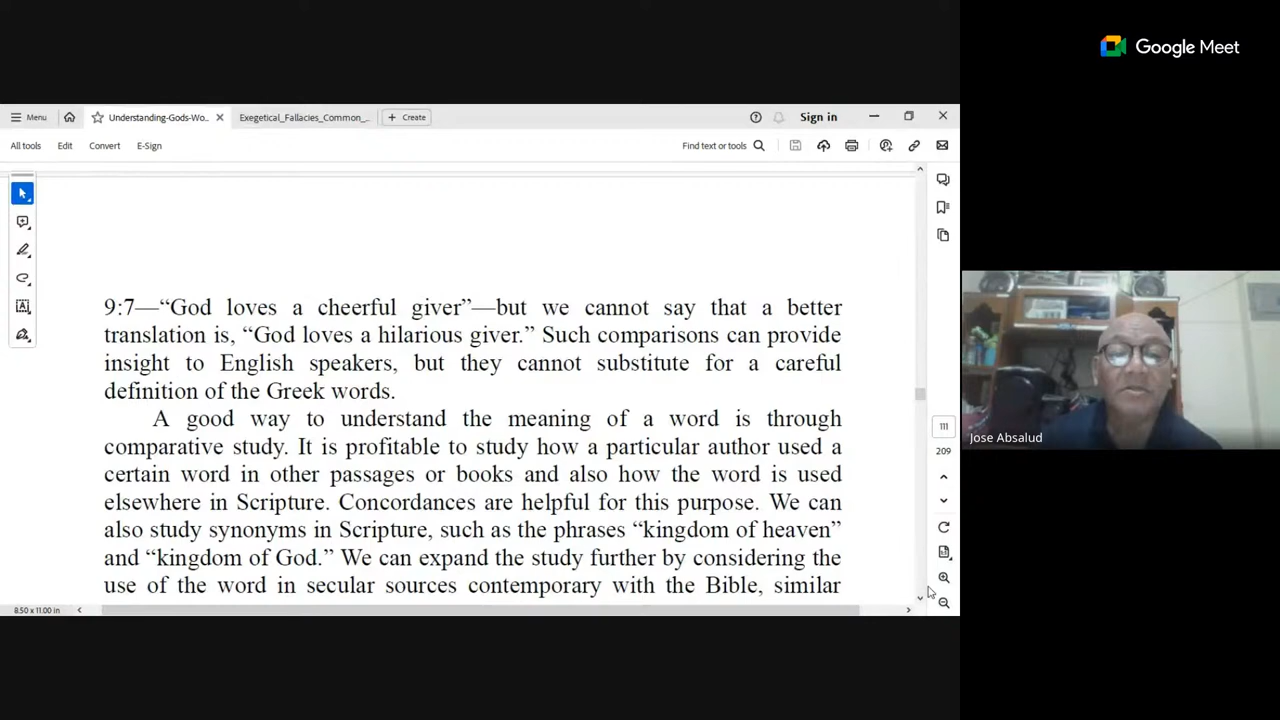 Google Meet
Menu
Understanding-Gods-Wo...
Exegetical_Fallacies_Common_...
Create
Sign in
All tools
Edit
Convert
E-Sign
Find text or tools
9:7—“God loves a cheerful giver”—but we cannot say that a better
translation is, “God loves a hilarious giver.” Such comparisons can provide
insight to English speakers, but they cannot substitute for a careful
definition of the Greek words.
A good way to understand the meaning of a word is through
comparative study. It is profitable to study how a particular author used a
certain word in other passages or books and also how the word is used
elsewhere in Scripture. Concordances are helpful for this purpose. We can
also study synonyms in Scripture, such as the phrases “kingdom of heaven”
and “kingdom of God.” We can expand the study further by considering the
use of the word in secular sources contemporary with the Bible, similar
111
209
8.50 x 11.00 in
Jose Absalud